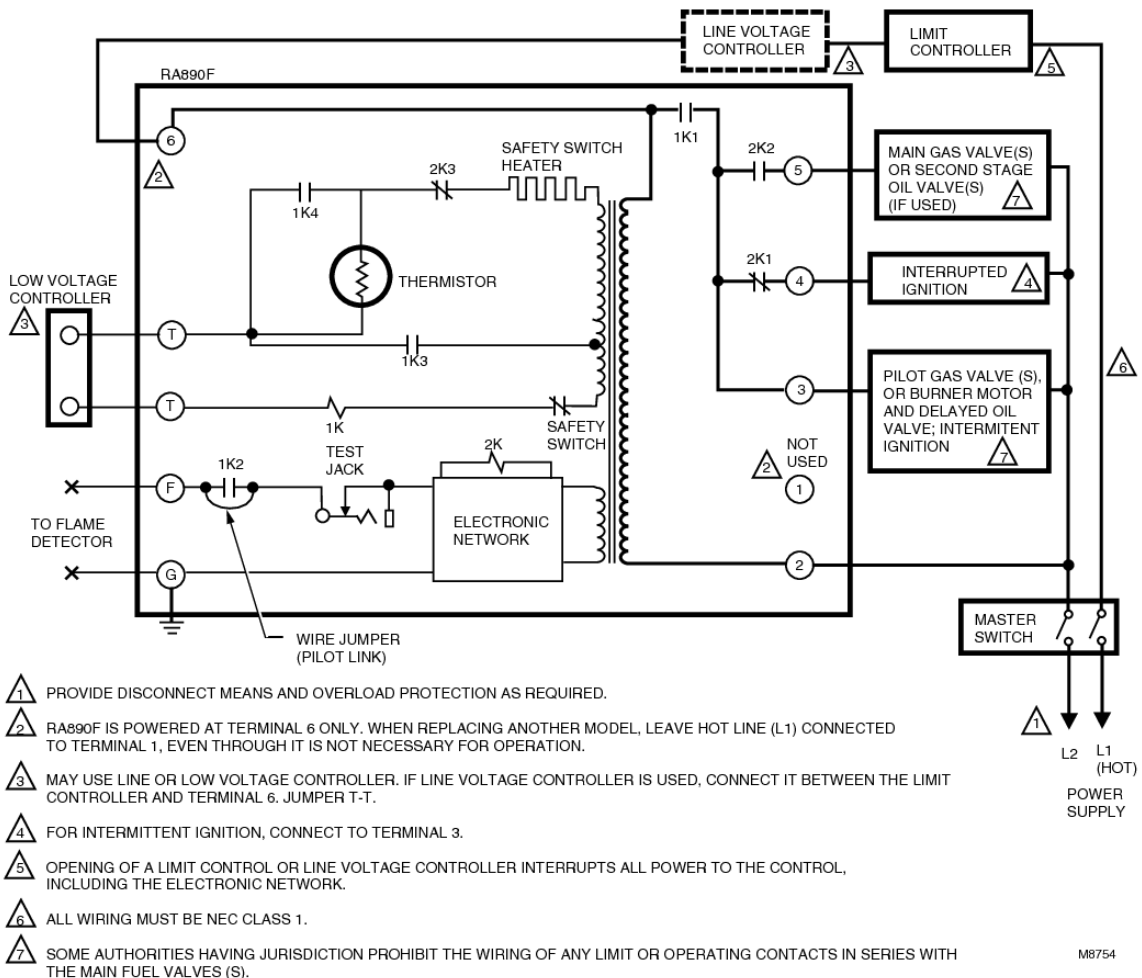 LINE VOLTAGE
CONTROLLER
LIMIT
CONTROLLER
3
5
RA890F
6
2
1K1
2K2
5
MAIN GAS VALVE(S)
OR SECOND STAGE
OIL VALVE(S)
(IF USED)
7
SAFETY SWITCH
HEATER
2K3
1K4
THERMISTOR
2K1
4
INTERRUPTED
IGNITION
4
LOW VOLTAGE
CONTROLLER
3
T
1K3
3
PILOT GAS VALVE (S),
OR BURNER MOTOR
AND DELAYED OIL
VALVE; INTERMITENT
IGNITION
7
6
T
1K
SAFETY
SWITCH
TEST
JACK
2K
1K2
F
2
NOT
USED
1
TO FLAME
DETECTOR
ELECTRONIC
NETWORK
G
2
MASTER
SWITCH
WIRE JUMPER
(PILOT LINK)
1
L2
L1
(HOT)
POWER
SUPPLY
1 PROVIDE DISCONNECT MEANS AND OVERLOAD PROTECTION AS REQUIRED.
2 RA890F IS POWERED AT TERMINAL 6 ONLY. WHEN REPLACING ANOTHER MODEL, LEAVE HOT LINE (L1) CONNECTED
TO TERMINAL 1, EVEN THROUGH IT IS NOT NECESSARY FOR OPERATION.
3 MAY USE LINE OR LOW VOLTAGE CONTROLLER. IF LINE VOLTAGE CONTROLLER IS USED, CONNECT IT BETWEEN THE LIMIT
CONTROLLER AND TERMINAL 6. JUMPER T-T.
4 FOR INTERMITTENT IGNITION, CONNECT TO TERMINAL 3.
5 OPENING OF A LIMIT CONTROL OR LINE VOLTAGE CONTROLLER INTERRUPTS ALL POWER TO THE CONTROL,
INCLUDING THE ELECTRONIC NETWORK.
6 ALL WIRING MUST BE NEC CLASS 1.
7 SOME AUTHORITIES HAVING JURISDICTION PROHIBIT THE WIRING OF ANY LIMIT OR OPERATING CONTACTS IN SERIES WITH
THE MAIN FUEL VALVES (S).
M8754